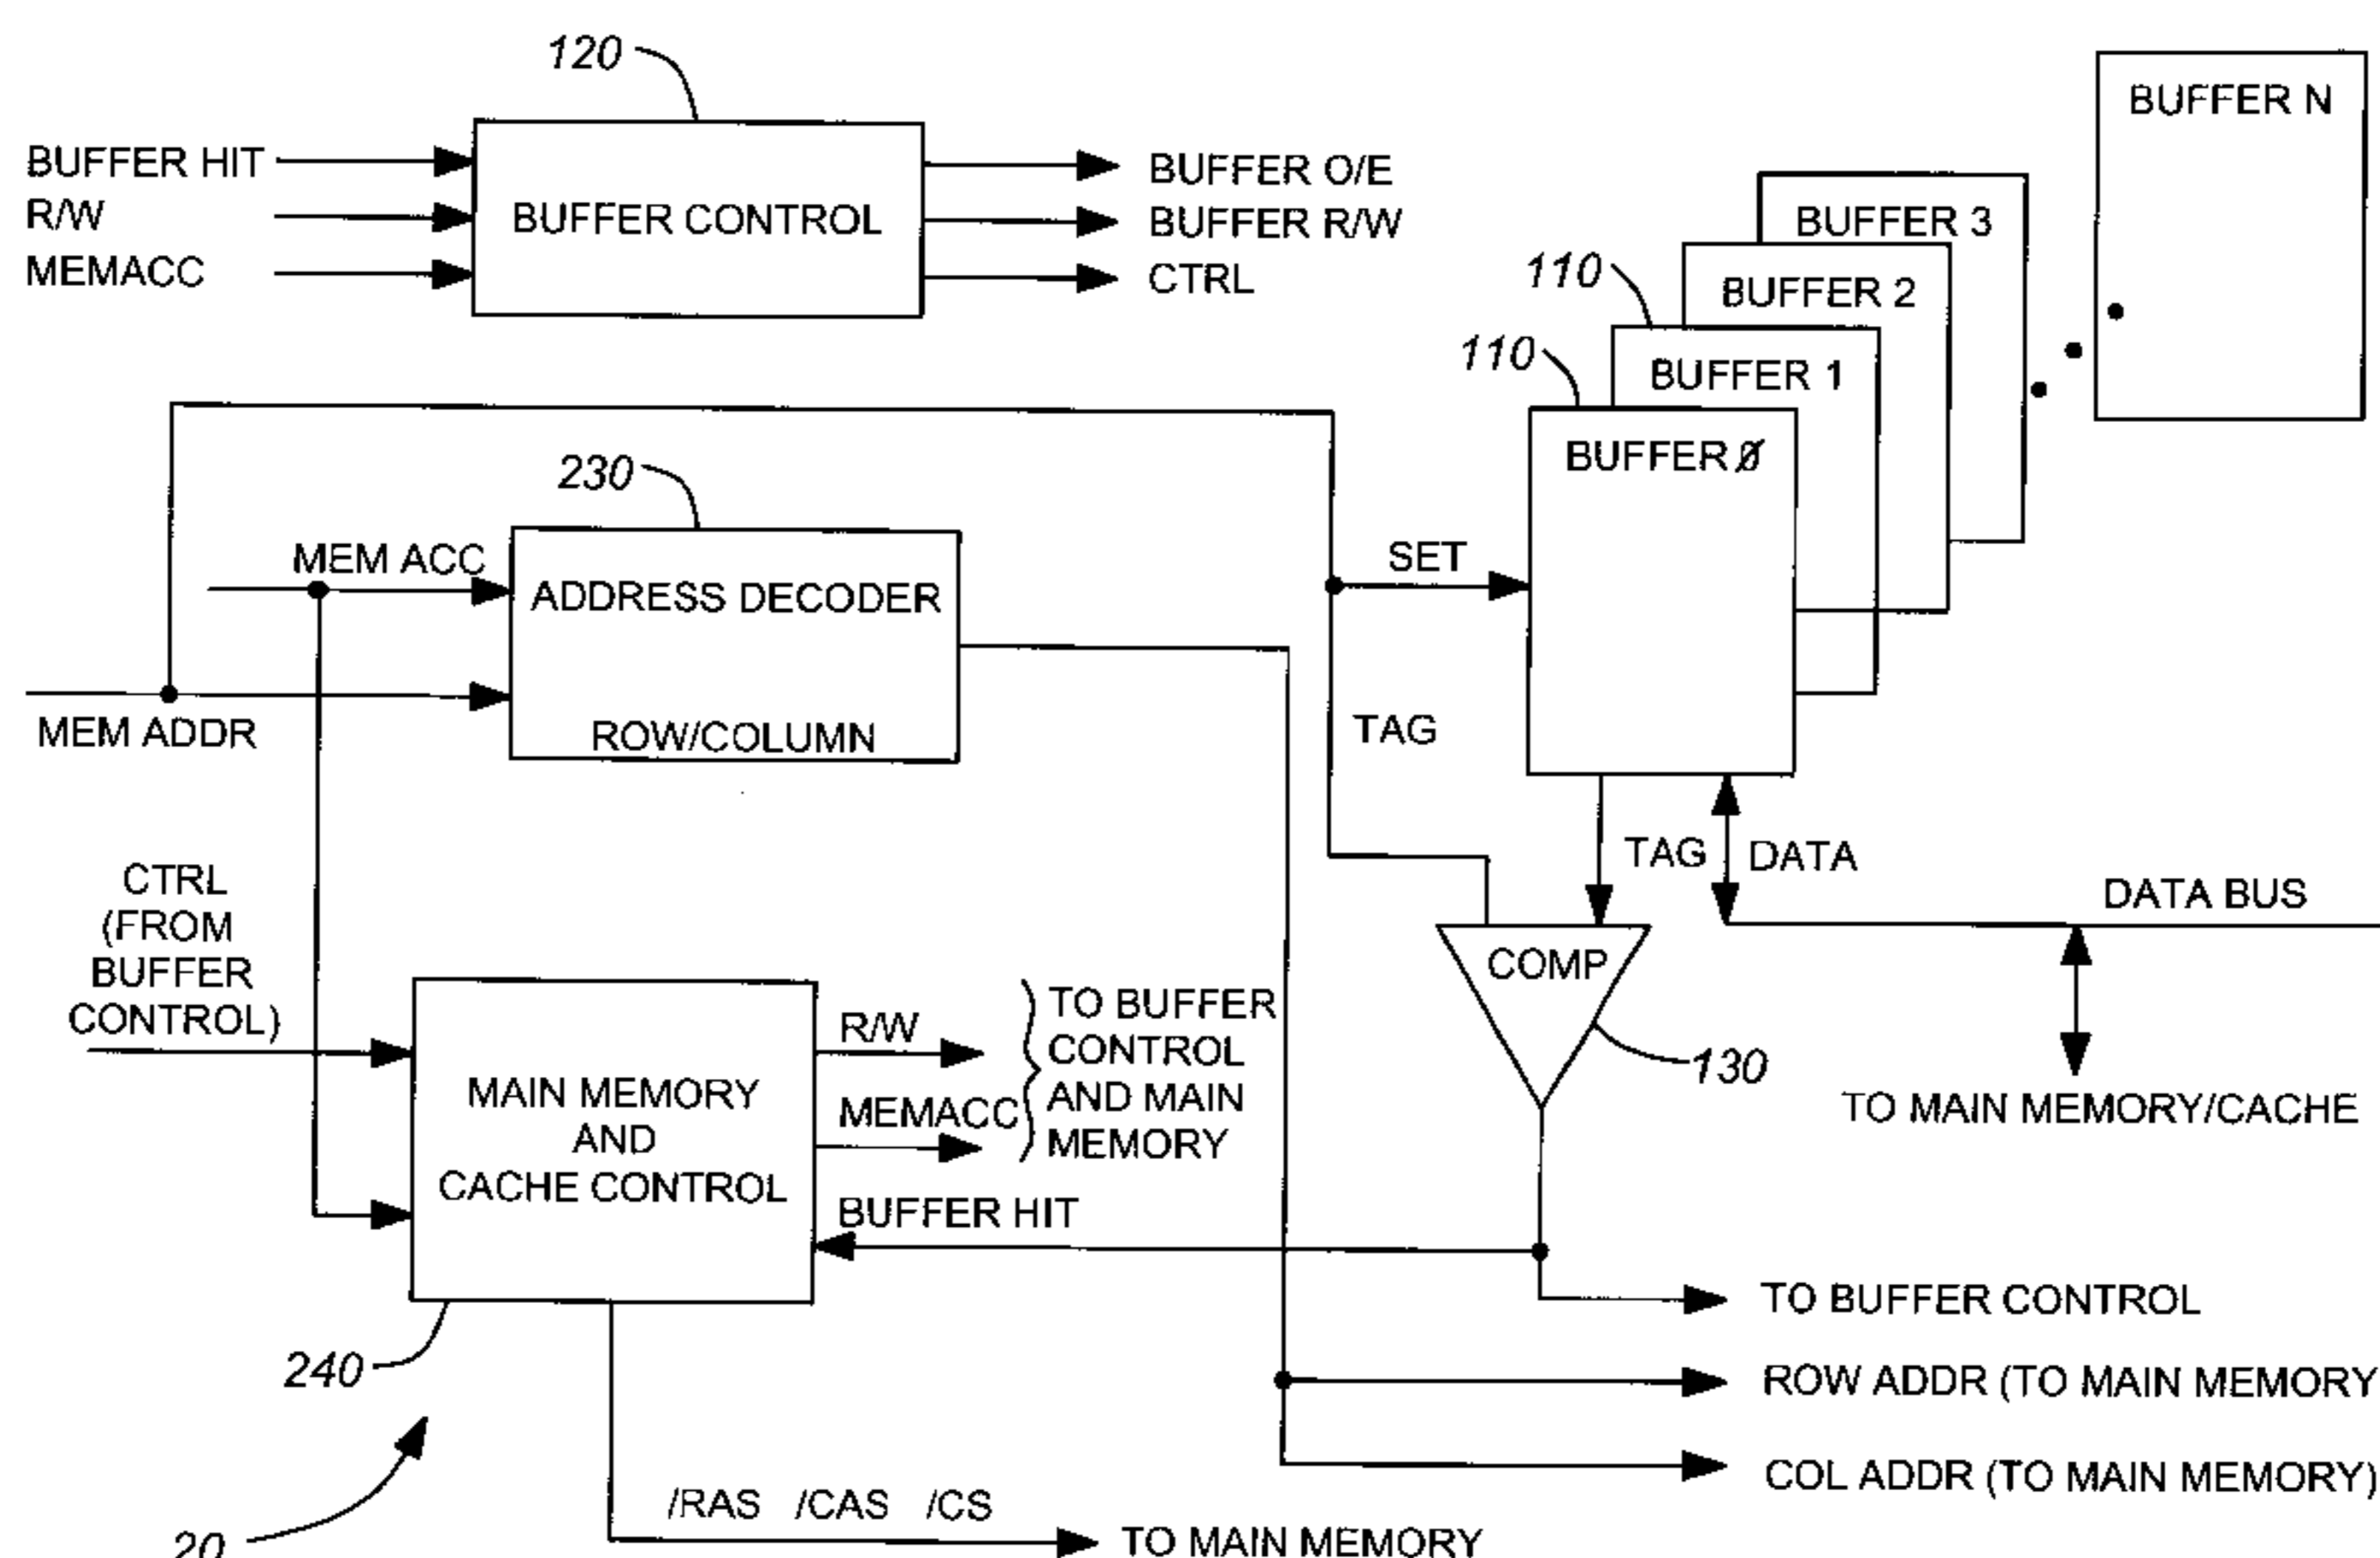 120
BUFFER N
BUFFER HIT
R/W
MEMACC
BUFFER CONTROL
BUFFER O/E
BUFFER R/W
CTRL
BUFFER 3
110
BUFFER 2
110
BUFFER 1
BUFFER 0
230
MEM ACC
ADDRESS DECODER
SET
MEM ADDR
ROW/COLUMN
TAG
TAG
DATA
DATA BUS
CTRL
(FROM
BUFFER
CONTROL)
MAIN MEMORY
AND
CACHE CONTROL
R/W
MEMACC
TO BUFFER
CONTROL
AND MAIN
MEMORY
COMP
130
TO MAIN MEMORY/CACHE
BUFFER HIT
TO BUFFER CONTROL
240
ROW ADDR (TO MAIN MEMORY
COL ADDR (TO MAIN MEMORY)
/RAS /CAS /CS
TO MAIN MEMORY
20